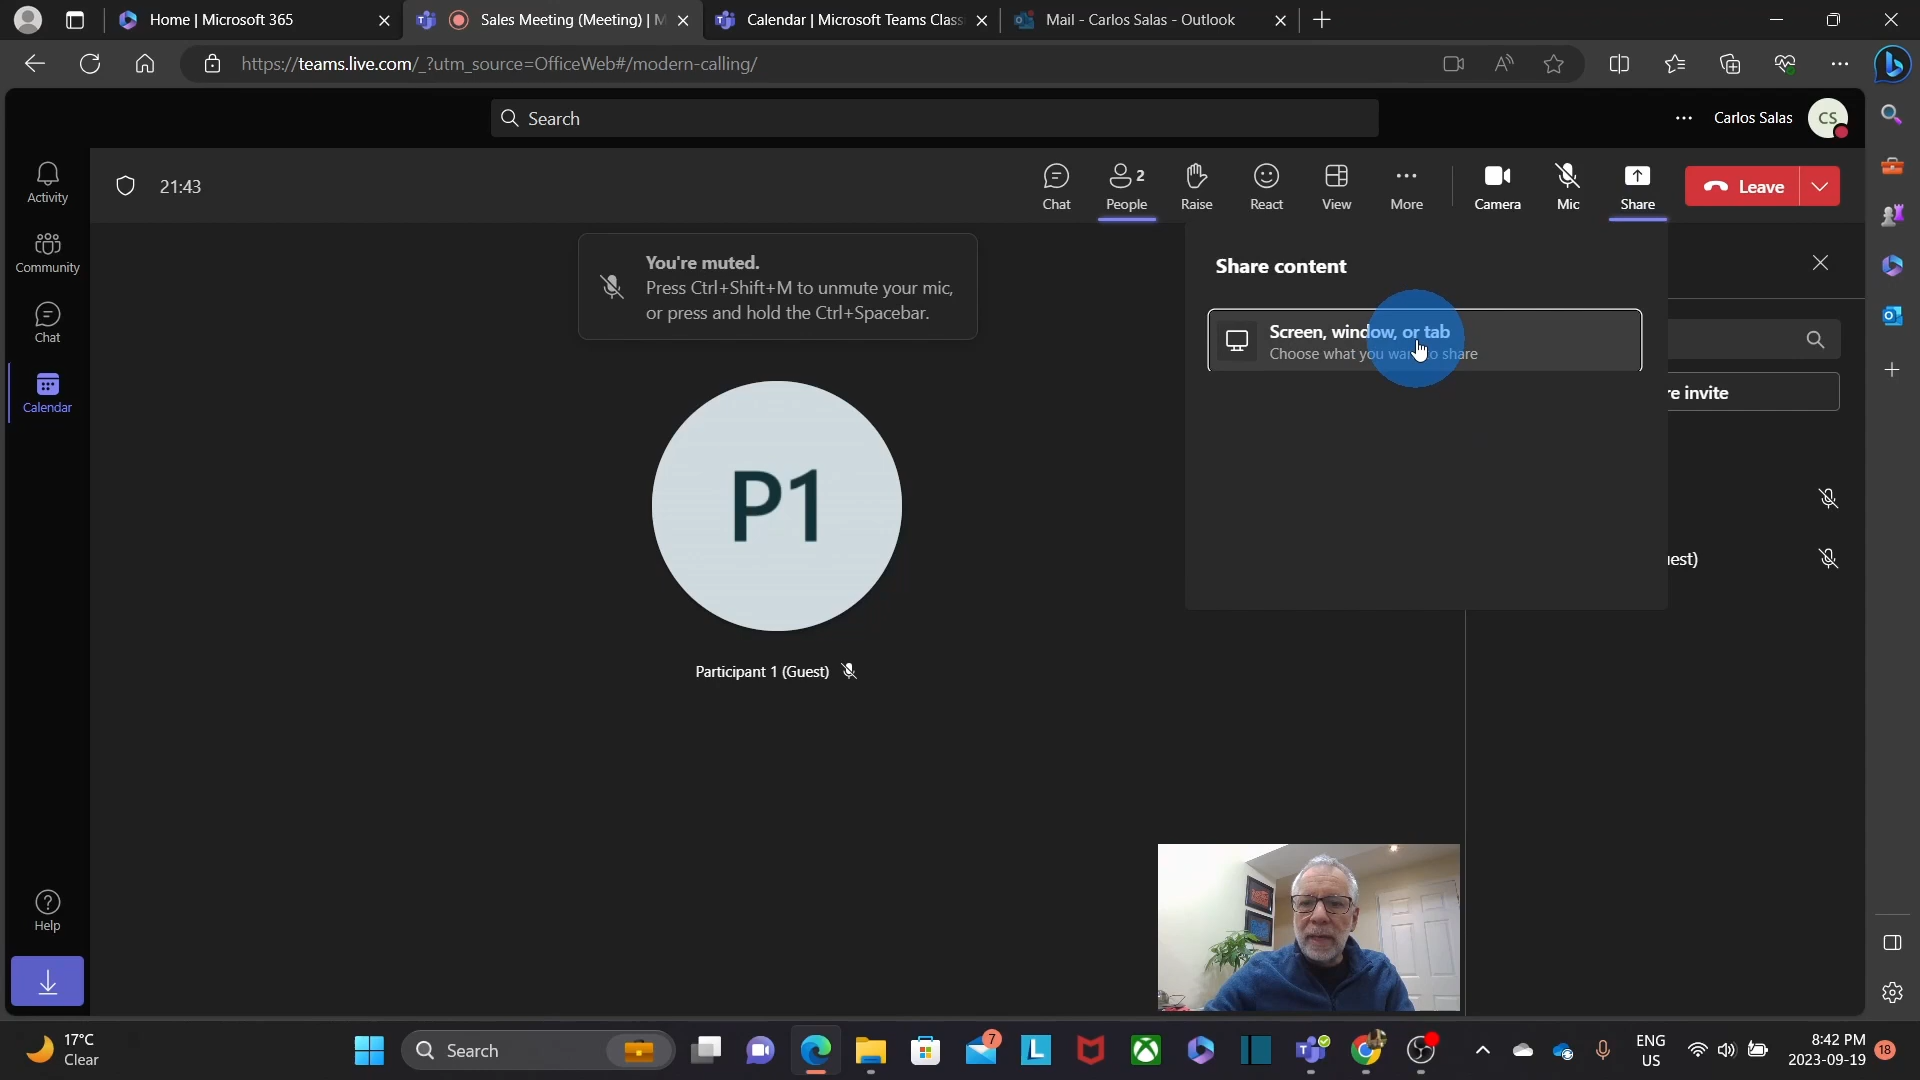 Home | Microsoft 365
Sales Meeting (Meeting) | M
Calendar | Microsoft Teams Class
Mail - Carlos Salas - Outlook
https://teams.live.com/_?utm_source=OfficeWeb#/modern-calling/
Search
Carlos Salas
CS
21:43
2
Chat
People
Raise
React
View
More
Camera
Mic
Share
Leave
Activity
Community
Chat
Calendar
Help
You're muted.
Press Ctrl+Shift+M to unmute your mic,
or press and hold the Ctrl+Spacebar.
Share content
Screen, window, or tab
Choose what you wa to share
re invite
est)
P1
Participant 1 (Guest)
17°C
Clear
Search
7
L
ENG
US
8:42 PM
2023-09-19
18